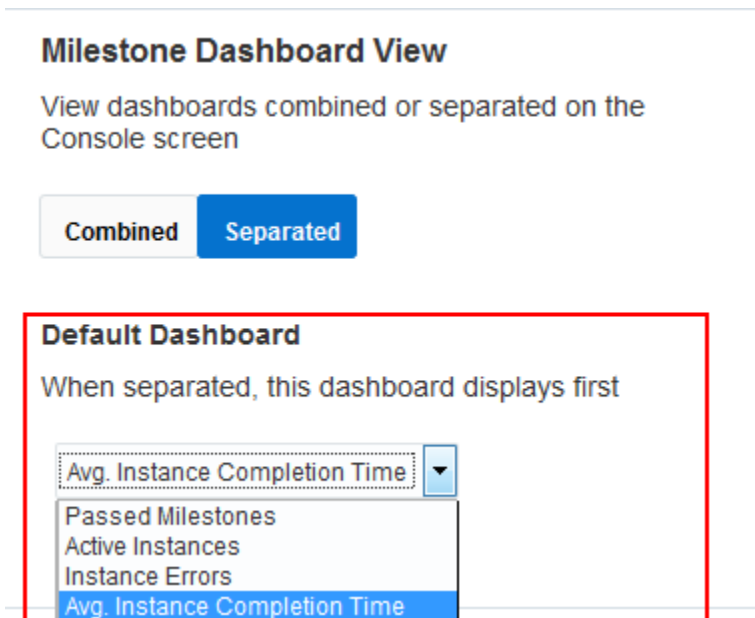 Milestone Dashboard View
View dashboards combined or separated on the
Console screen
Combined Separated
Default Dashboard
When separated, this dashboard displays first
Avg. Instance Completion Time
Passed Milestones
Active Instances
Instance Errors
Avg. Instance Completion Time